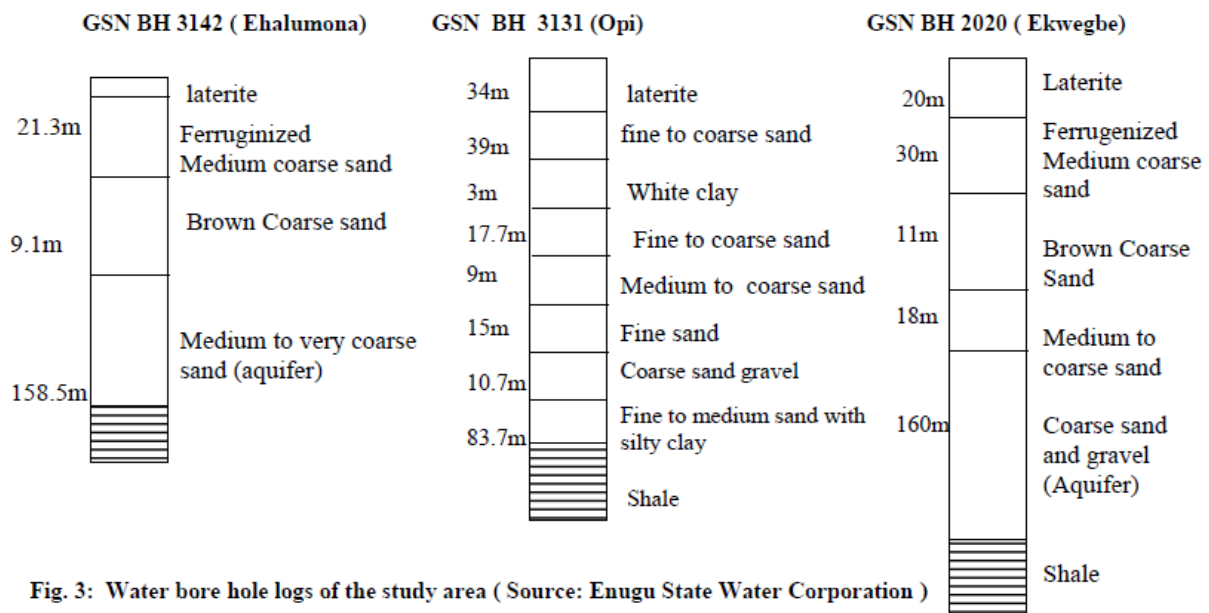 GSN BH 3142 ( Ehalumona)
laterite
21.3m
Ferruginized
Medium coarse sand
Brown Coarse sand
9.1m
Medium to very coarse
sand (aquifer)
158.5m
GSN BH 3131 (Opi)
34m
laterite
fine to coarse sand
39m
3m
White clay
17.7m
Fine to coarse sand
9m
Medium to coarse sand
15m
Fine sand
10.7m
Coarse sand gravel
Fine to medium sand with
silty clay
83.7m
Shale
GSN BH 2020 ( Ekwegbe)
Laterite
20m
Ferrugenized
Medium coarse
sand
30m
11m
Brown Coarse
Sand
18m
Medium to
coarse sand
160m
Coarse sand
and gravel
(Aquifer)
Shale
Fig. 3: Water bore hole logs of the study area ( Source: Enugu State Water Corporation )